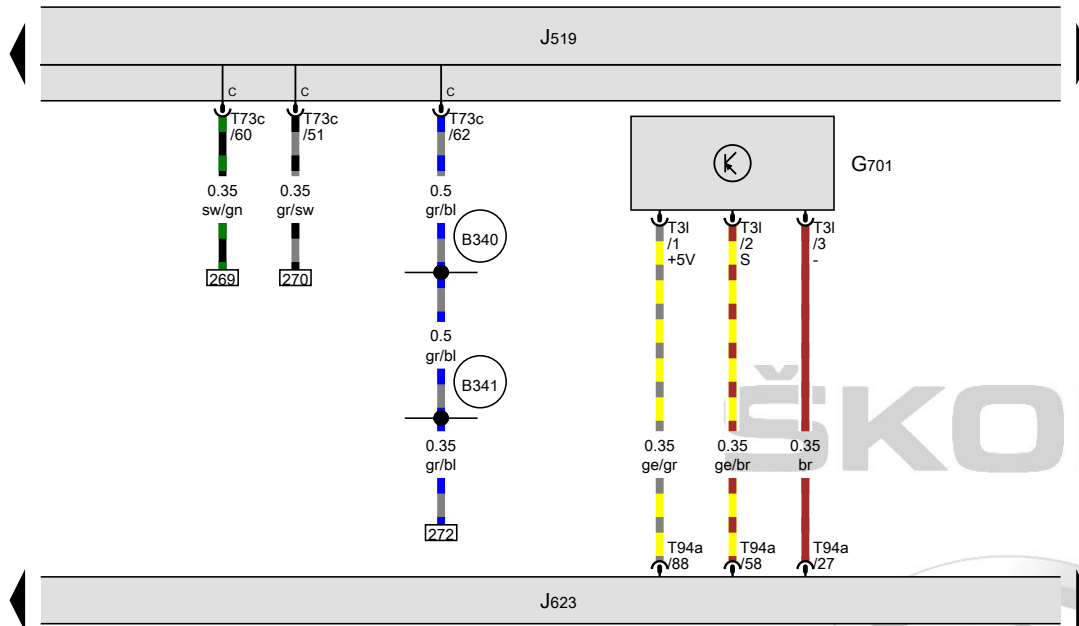 J519
c
c
c
T73c
/60
T73c
/51
T73c
/62
0.35
sw/gn
0.35
gr/sw
0.5
gr/bl
B340
269
270
0.5
gr/bl
B341
0.35
gr/bl
272
G701
T3l
/1
+5V
T3l
/2
S
T3l
/3
-
0.35
ge/gr
0.35
ge/br
0.35
br
T94a
/88
T94a
/58
T94a
/27
ŠKO
J623